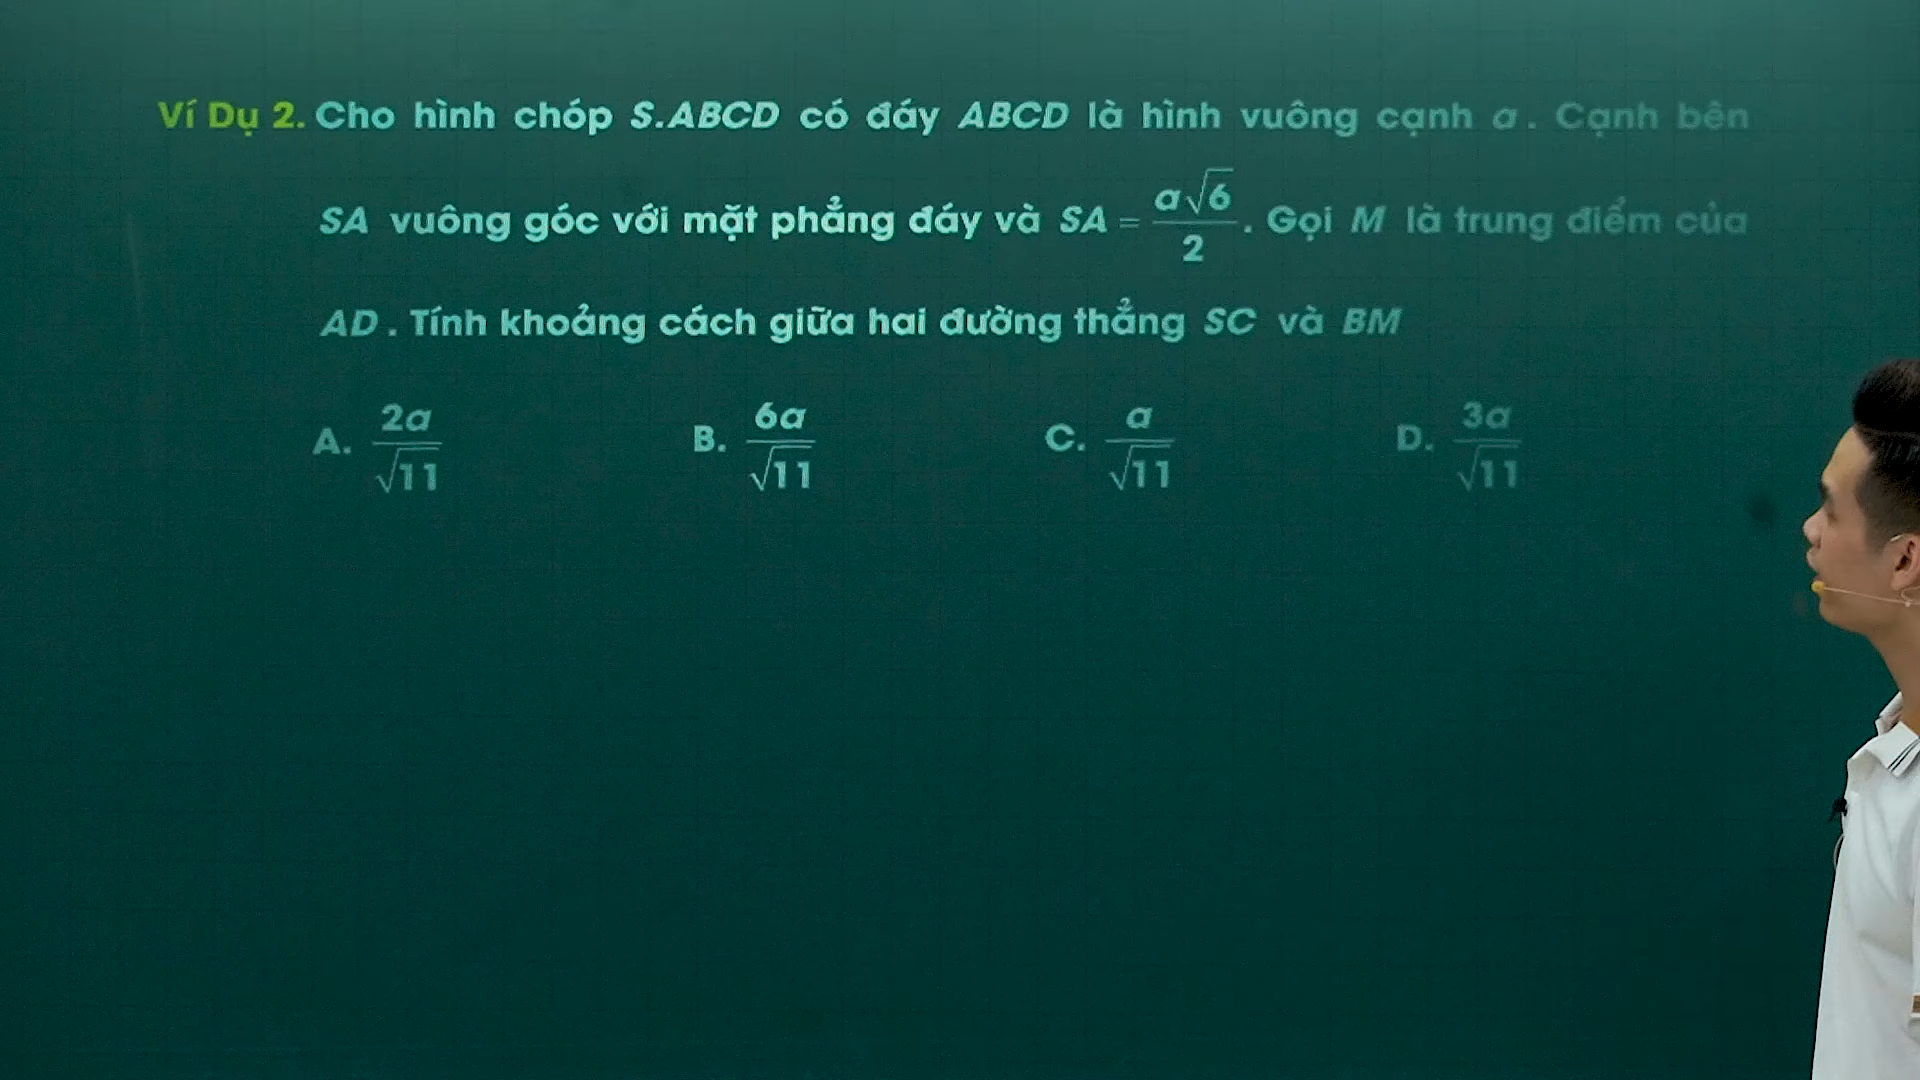 Ví Dụ 2. Cho hình chóp S.ABCD có đáy ABCD là hình vuông cạnh a. Cạnh bên
SA vuông góc với mặt phẳng đáy và SA = a√6/2. Gọi M là trung điểm của
AD. Tính khoảng cách giữa hai đường thẳng SC và BM
A. 2a/√11 B. 6a/√11 C. a/√11 D. 3a/√11